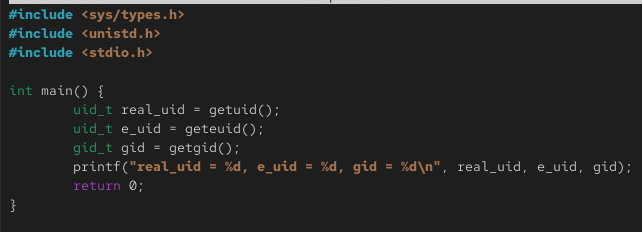 #include <sys/types.h>
#include <unistd.h>
#include <stdio.h>

int main() {
        uid_t real_uid = getuid();
        uid_t e_uid = geteuid();
        gid_t gid = getgid();
        printf("real_uid = %d, e_uid = %d, gid = %d\n", real_uid, e_uid, gid);
        return 0;
}